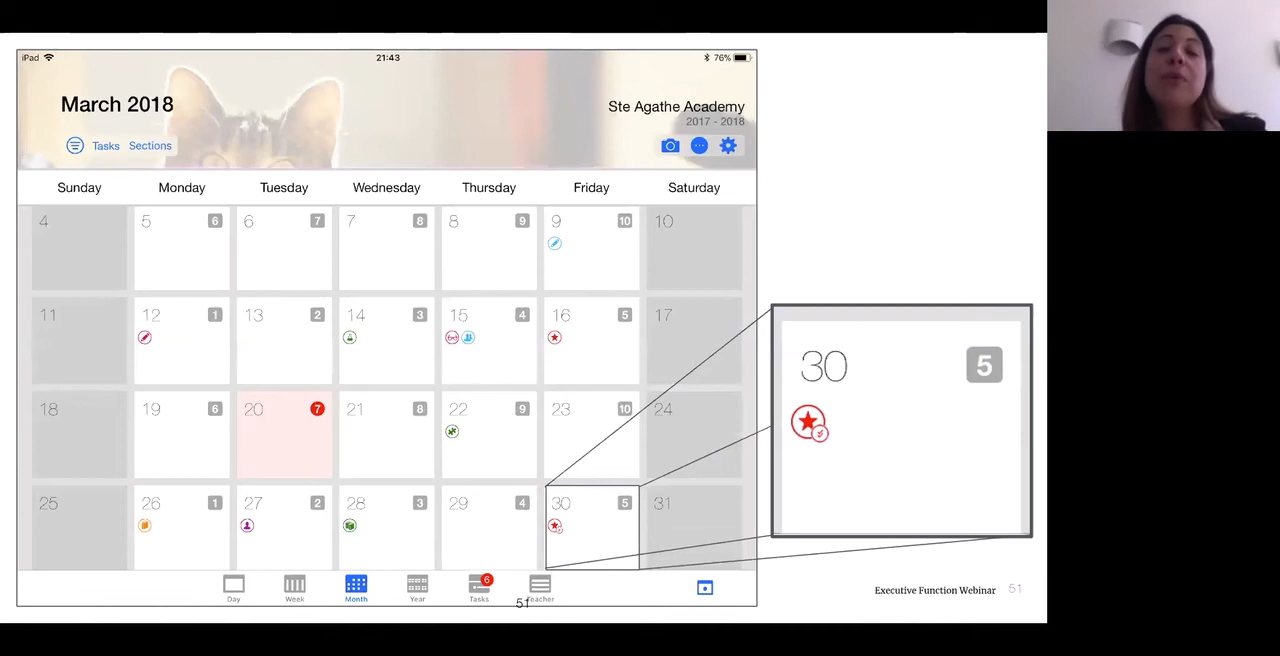 iPad 21:43 76%
March 2018 Ste Agathe Academy
2017 - 2018
Tasks Sections
Sunday Monday Tuesday Wednesday Thursday Friday Saturday
4 5 6 6 7 7 8 8 9 9 10 10
11 12 1 13 2 14 3 15 4 16 5 17
18 19 6 20 7 21 8 22 9 23 10 24
25 26 1 27 2 28 3 29 4 30 5 31
30 5
6
Day Week Month Year Tasks Teacher
51
Executive Function Webinar 51